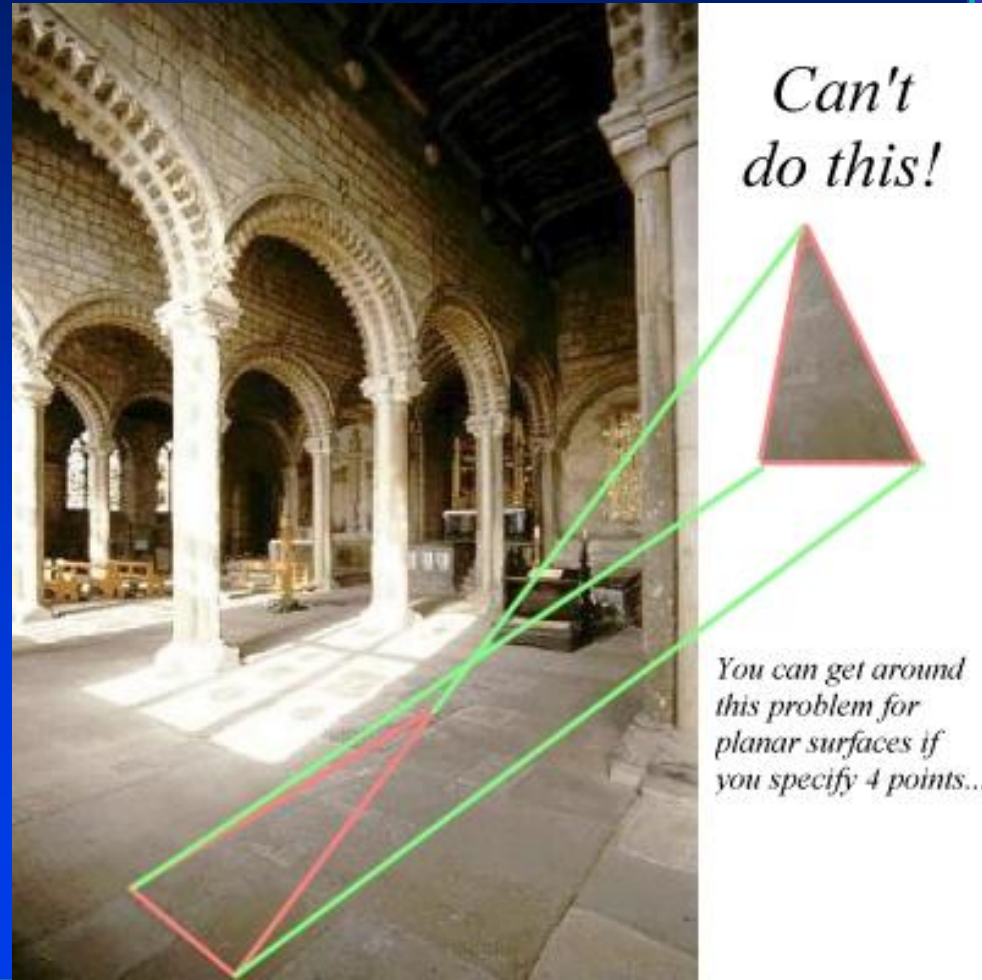 Can't
do this!
You can get around
this problem for
planar surfaces if
you specify 4 points...